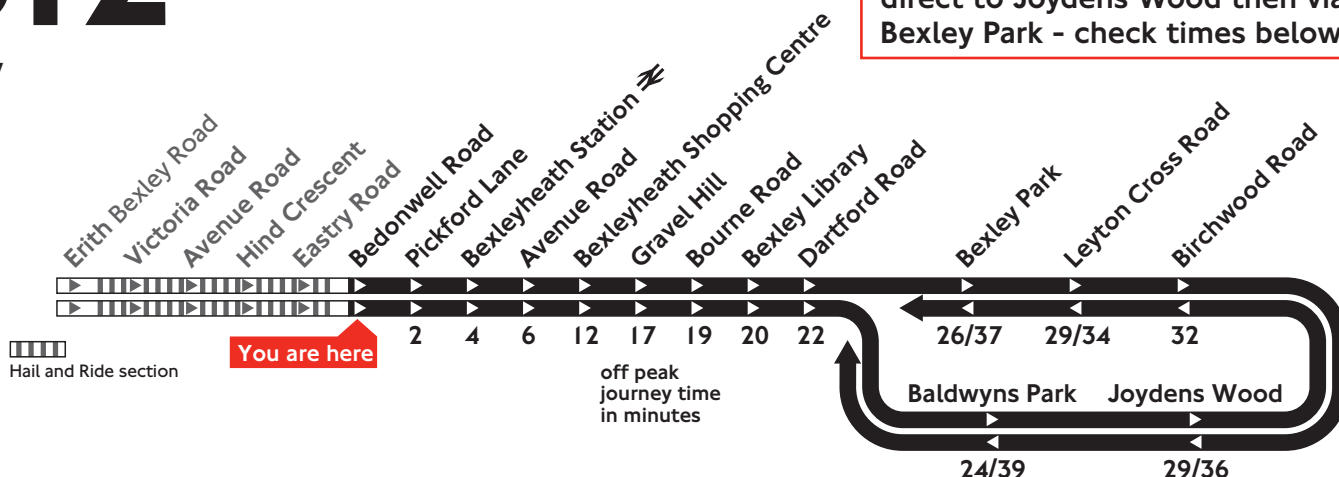 direct to Joydens Wood then via
Bexley Park - check times below
Erith Bexley Road
Victoria Road
Avenue Road
Hind Crescent
Eastry Road
Bedonwell Road
Pickford Lane
Bexleyheath Station
Avenue Road
Bexleyheath Shopping Centre
Gravel Hill
Bourne Road
Bexley Library
Dartford Road
Bexley Park
Leyton Cross Road
Birchwood Road
2 4 6 12 17 19 20 22 26/37 29/34 32
You are here
Hail and Ride section
off peak
journey time
in minutes
Baldwyns Park Joydens Wood
24/39 29/36